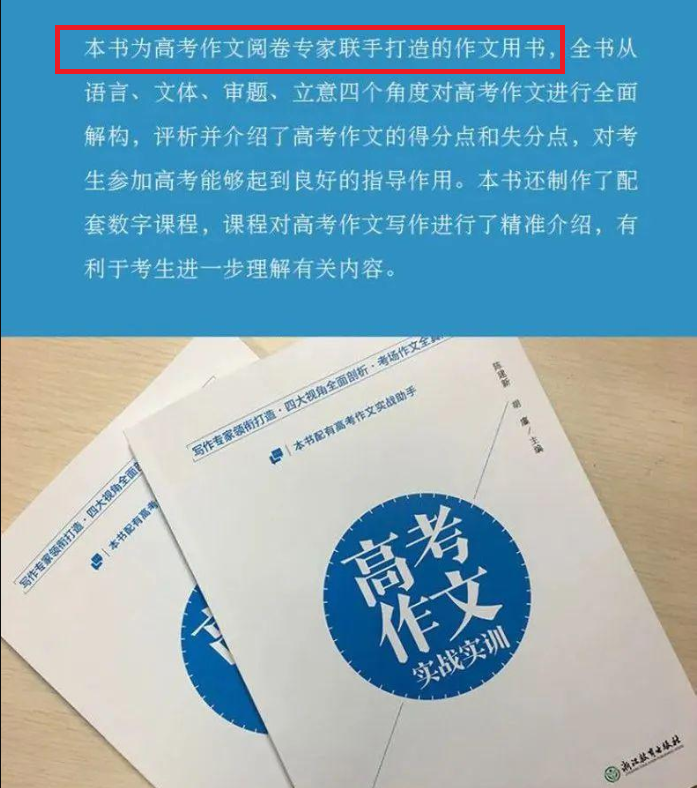 本书为高考作文阅卷专家联手打造的作文用书，全书从
语言、文体、审题、立意四个角度对高考作文进行全面
解构，评析并介绍了高考作文的得分点和失分点，对考
生参加高考能够起到良好的指导作用。本书还制作了配
套数字课程，课程对高考作文写作进行了精准介绍，有
利于考生进一步理解有关内容。
写作专家领衔打造·四大视角全面剖析·考场作文全
本书配有高考作文实战助手
陈建新
主编
高考
作文
实战实训
浙江教育出版社
写作专家领衔打造·四大视角全面剖
本书配有高考